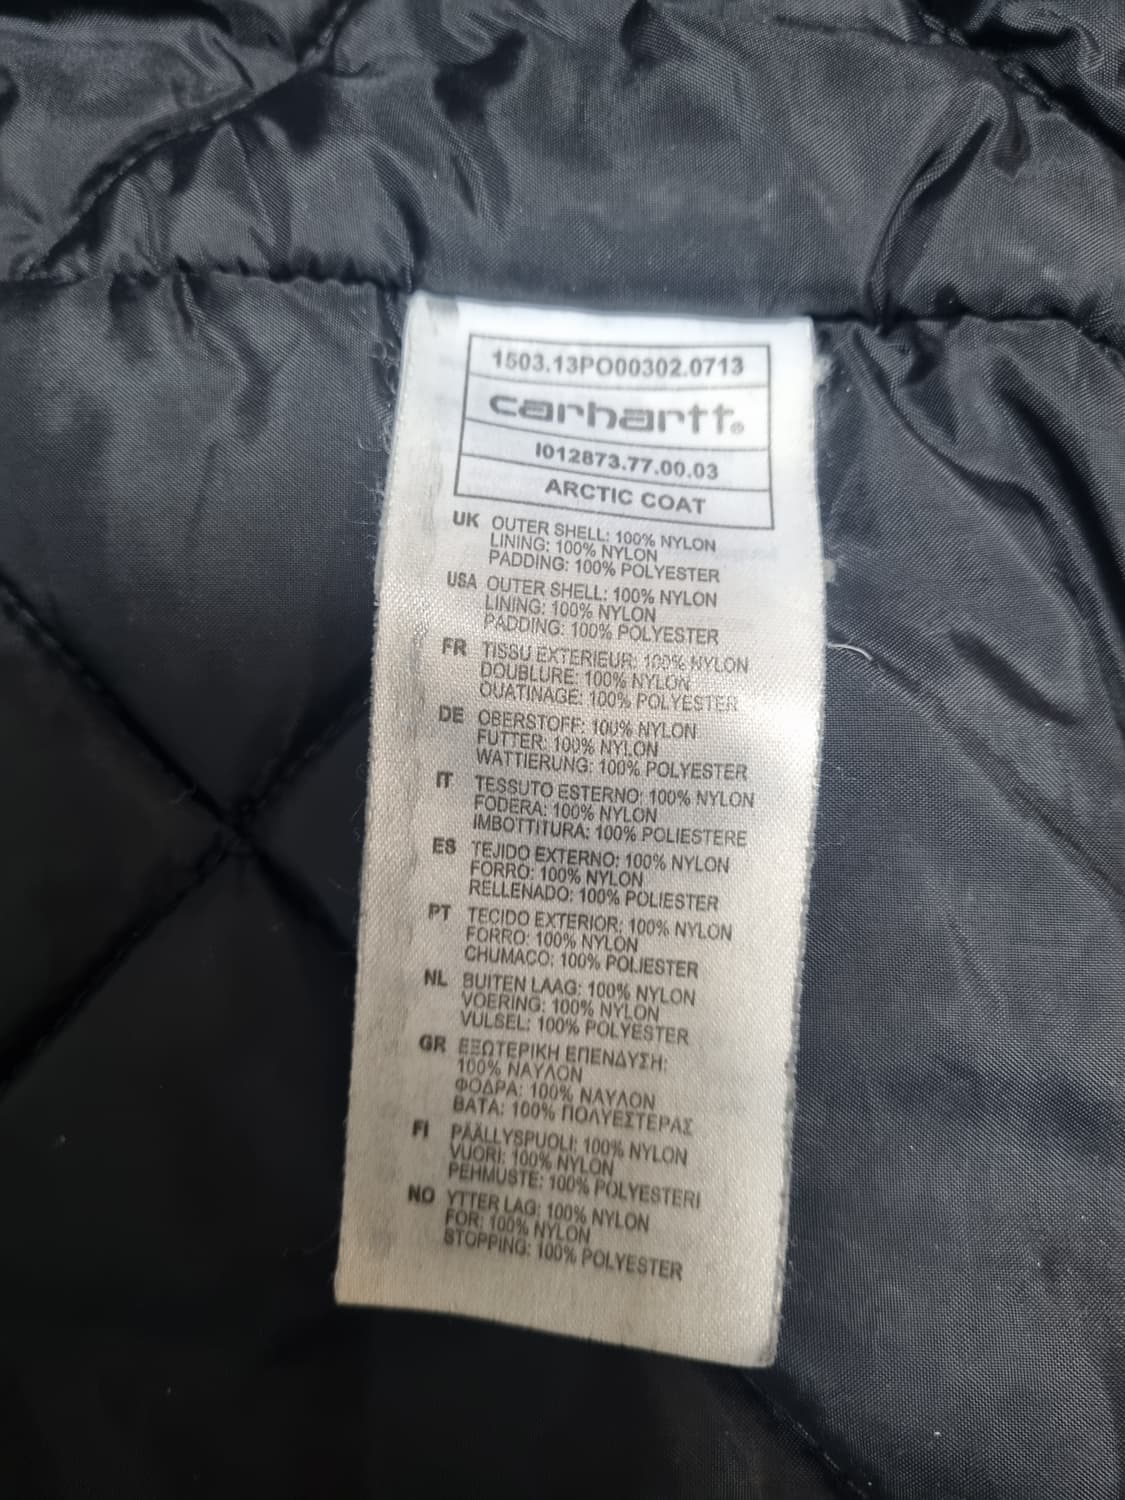 1503.13PO00302.0713
carhartt®
I012873.77.00.03
ARCTIC COAT
UK OUTER SHELL: 100% NYLON
LINING: 100% NYLON
PADDING: 100% POLYESTER
USA OUTER SHELL: 100% NYLON
LINING: 100% NYLON
PADDING: 100% POLYESTER
FR TISSU EXTERIEUR: 100% NYLON
DOUBLURE: 100% NYLON
OUATINAGE: 100% POLYESTER
DE OBERSTOFF: 100% NYLON
FUTTER: 100% NYLON
WATTIERUNG: 100% POLYESTER
IT TESSUTO ESTERNO: 100% NYLON
FODERA: 100% NYLON
IMBOTTITURA: 100% POLIESTERE
ES TEJIDO EXTERNO: 100% NYLON
FORRO: 100% NYLON
RELLENADO: 100% POLIESTER
PT TECIDO EXTERIOR: 100% NYLON
FORRO: 100% NYLON
CHUMACO: 100% POLIESTER
NL BUITEN LAAG: 100% NYLON
VOERING: 100% NYLON
VULSEL: 100% POLYESTER
GR ΕΞΩΤΕΡΙΚΗ ΕΠΕΝΔΥΣΗ:
100% ΝΑΥΛΟΝ
ΦΟΔΡΑ: 100% ΝΑΥΛΟΝ
ΒΑΤΑ: 100% ΠΟΛΥΕΣΤΕΡΑΣ
FI PÄÄLLYSPUOLI: 100% NYLON
VUORI: 100% NYLON
PEHMUSTE: 100% POLYESTERI
NO YTTER LAG: 100% NYLON
FOR: 100% NYLON
STOPPING: 100% POLYESTER